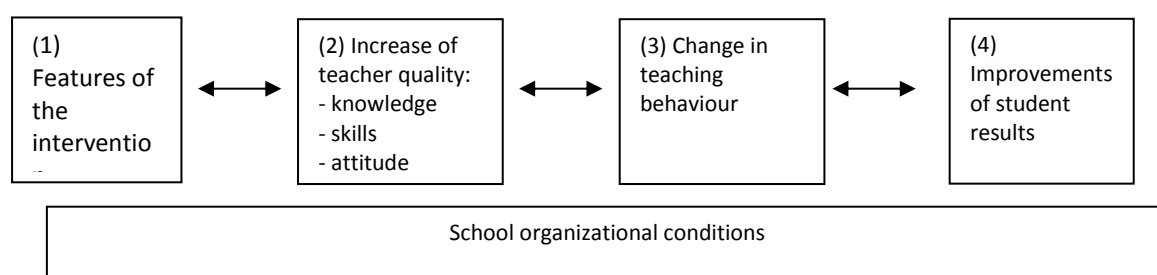 (1)
Features of
the
interventio
(2) Increase of
teacher quality:
- knowledge
- skills
- attitude
(3) Change in
teaching
behaviour
(4)
Improvements
of student
results
School organizational conditions